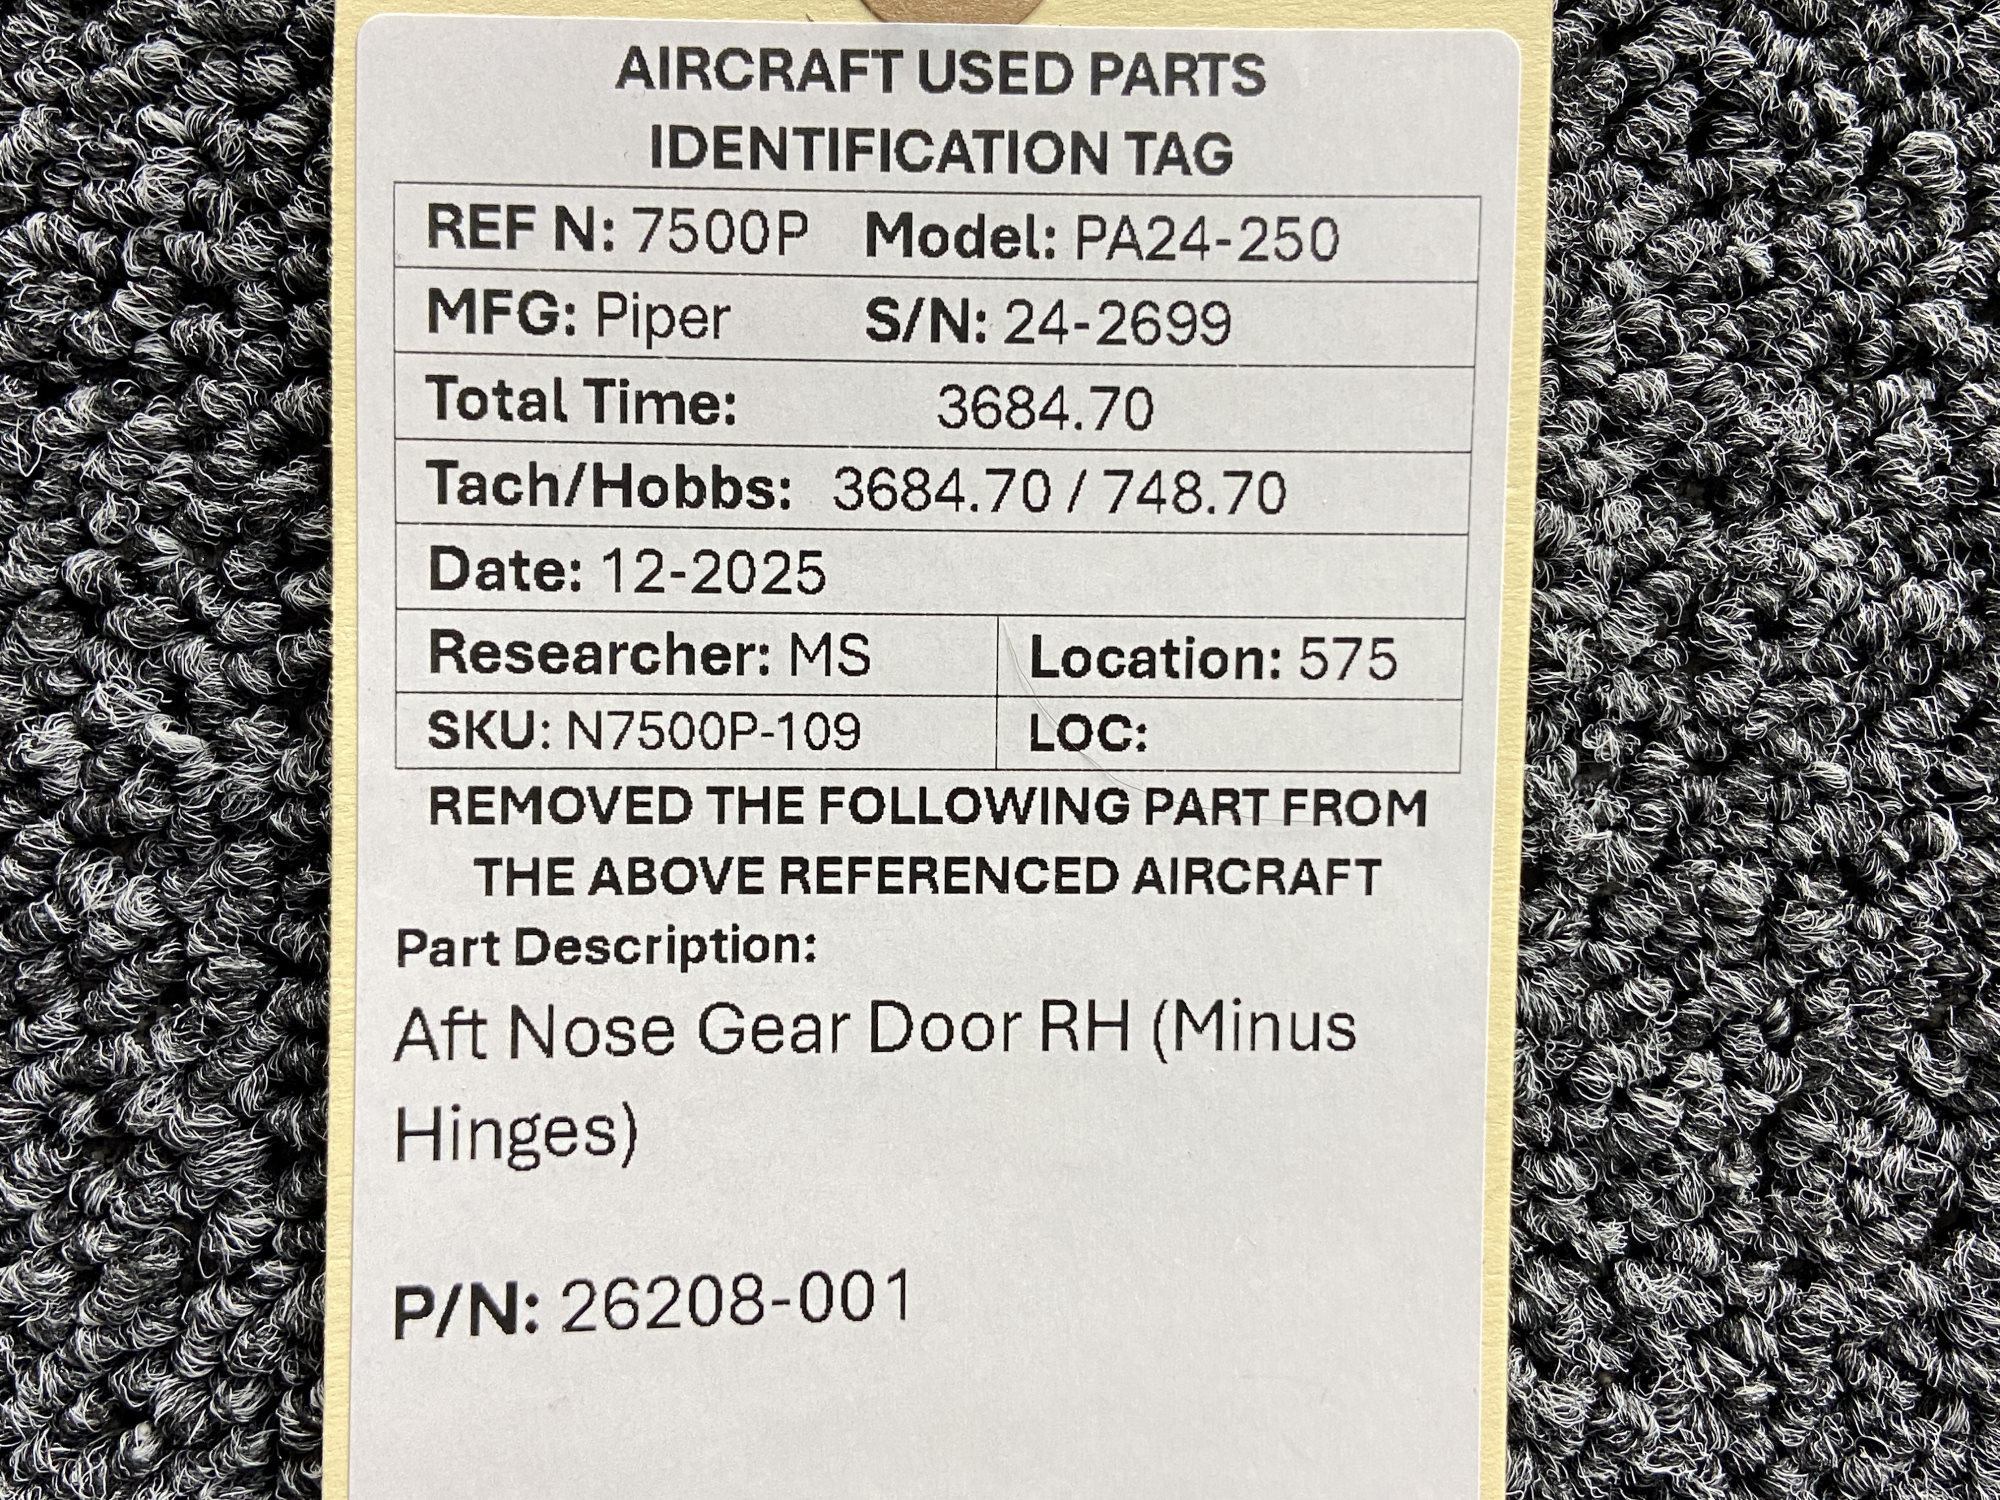 AIRCRAFT USED PARTS
IDENTIFICATION TAG
REF N: 7500P Model: PA24-250
MFG: Piper S/N: 24-2699
Total Time: 3684.70
Tach/Hobbs: 3684.70 / 748.70
Date: 12-2025
Researcher: MS Location: 575
SKU: N7500P-109 LOC:
REMOVED THE FOLLOWING PART FROM
THE ABOVE REFERENCED AIRCRAFT
Part Description:
Aft Nose Gear Door RH (Minus
Hinges)
P/N: 26208-001